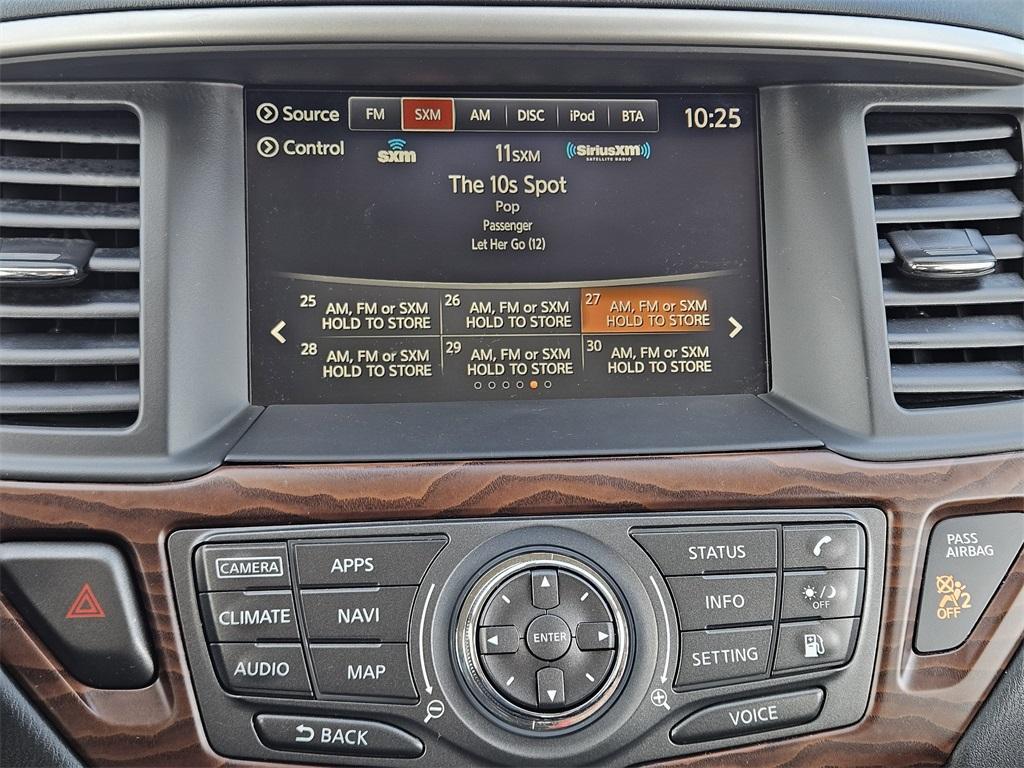 Source FM SXM AM DISC iPod BTA 10:25
Control sxm 11SXM ((SiriusXM))
SATELLITE RADIO
The 10s Spot
Pop
Passenger
Let Her Go (12)
25 AM, FM or SXM
HOLD TO STORE
26 AM, FM or SXM
HOLD TO STORE
27 AM, FM or SXM
HOLD TO STORE
28 AM, FM or SXM
HOLD TO STORE
29 AM, FM or SXM
HOLD TO STORE
30 AM, FM or SXM
HOLD TO STORE
CAMERA
APPS
CLIMATE
NAVI
AUDIO
MAP
BACK
ENTER
STATUS
INFO
OFF
SETTING
VOICE
PASS
AIRBAG
OFF 2